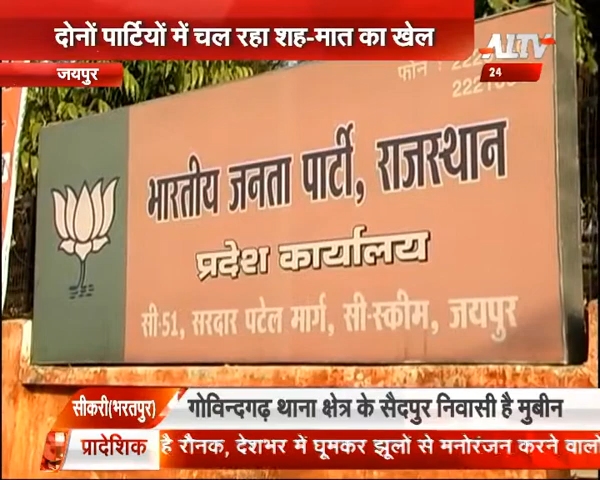 दोनों पार्टियों में चल रहा शह-मात का खेल
जयपुर
A1TV
24
फोन :
भारतीय जनता पार्टी, राजस्थान
प्रदेश कार्यालय
सी-51, सरदार पटेल मार्ग, सी-स्कीम, जयपुर
सीकरी(भरतपुर)
गोविन्दगढ़ थाना क्षेत्र के सैदपुर निवासी है मुबीन
प्रादेशिक
है रौनक, देशभर में घूमकर झूलों से मनोरंजन करने वालो